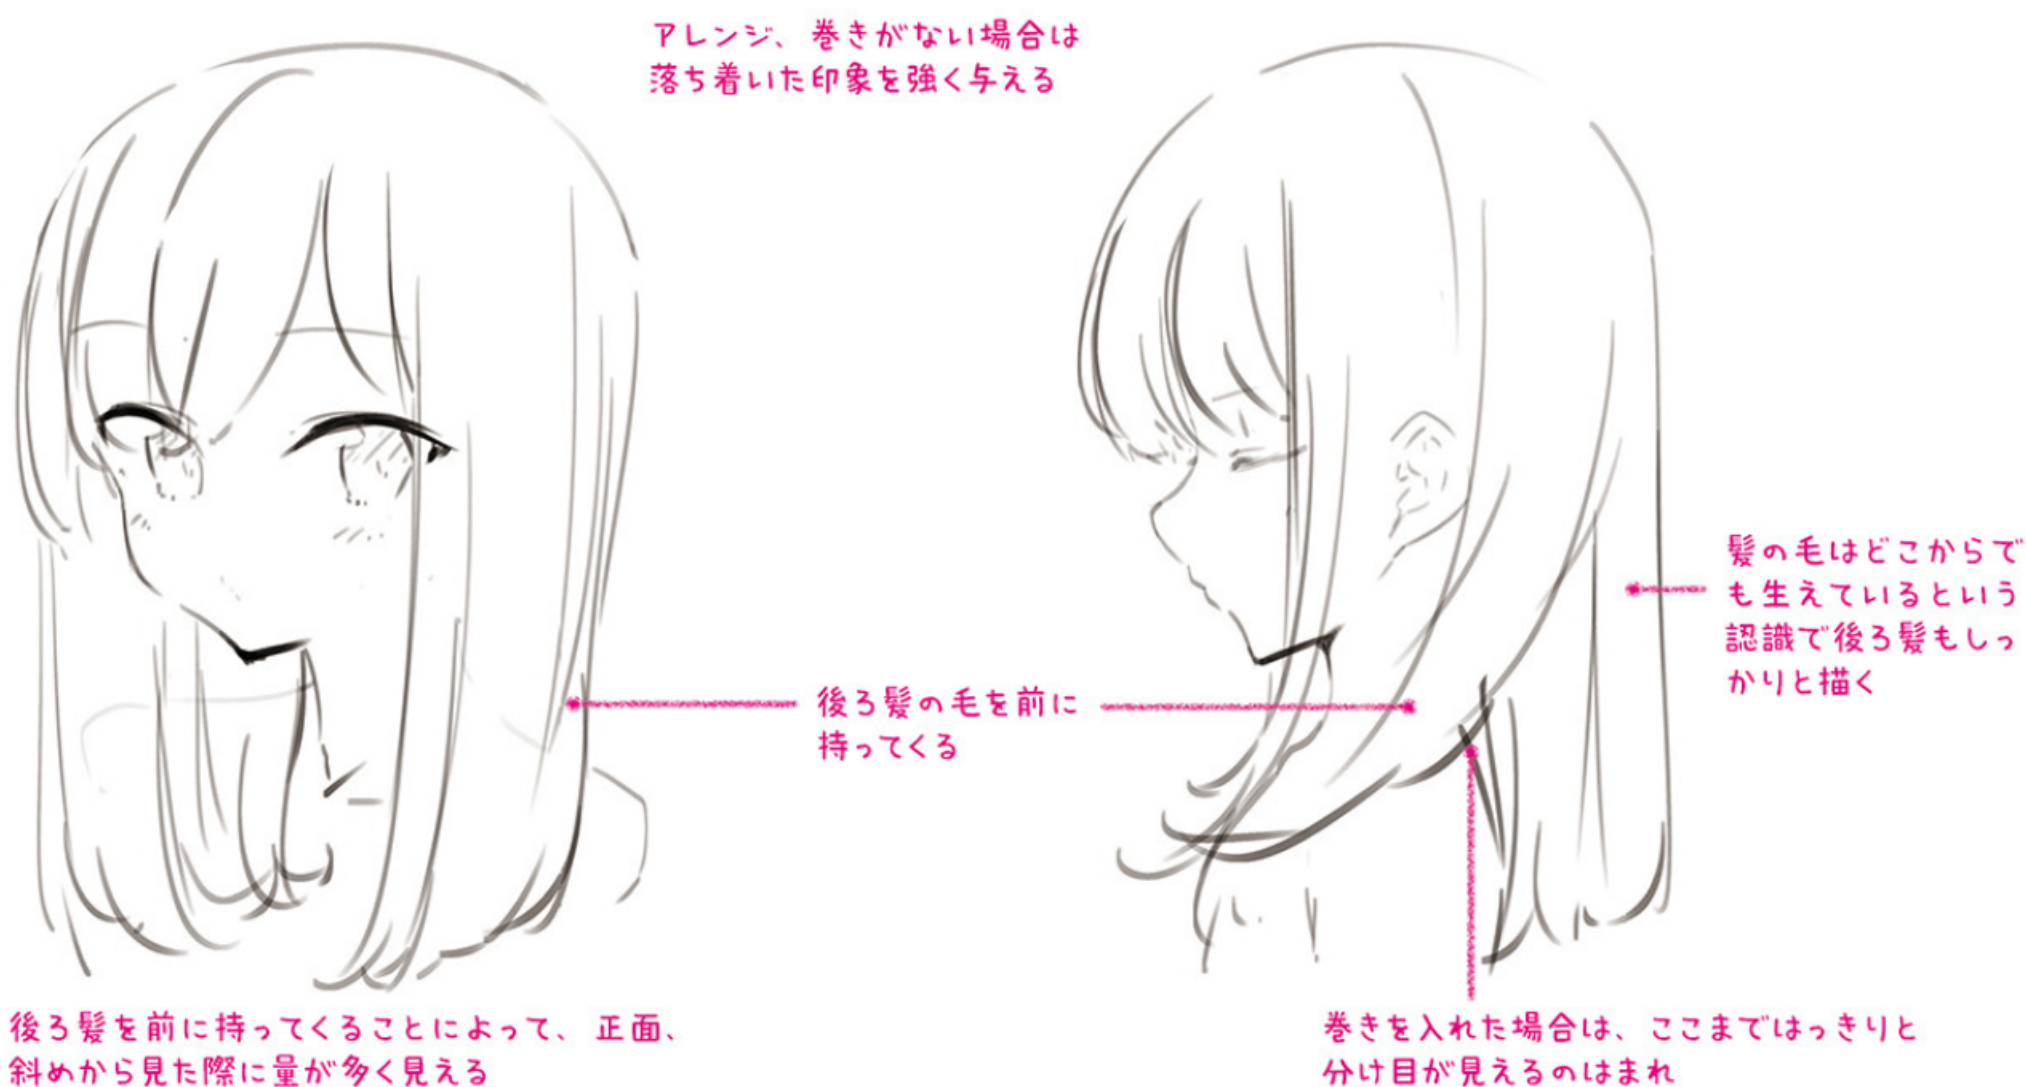 アレンジ、巻きがない場合は
落ち着いた印象を強く与える
髪の毛はどこからで
も生えているという
認識で後ろ髪もしっ
かりと描く
後ろ髪の毛を前に
持ってくる
後ろ髪を前に持ってくることによって、正面、
斜めから見た際に量が多く見える
巻きを入れた場合は、ここまではっきりと
分け目が見えるのはまれ